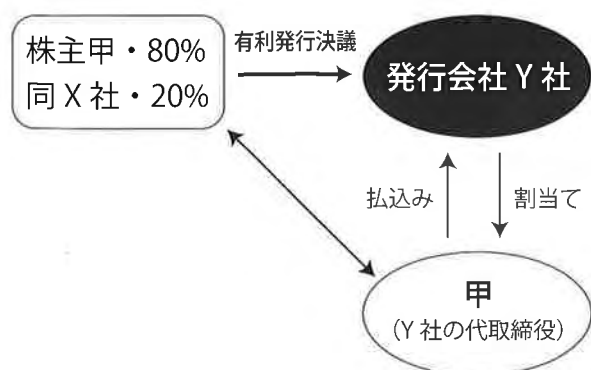 株主甲・80%
同X社・20%
有利発行決議
発行会社Y社
払込み
割当て
甲
（Y社の代取締役）